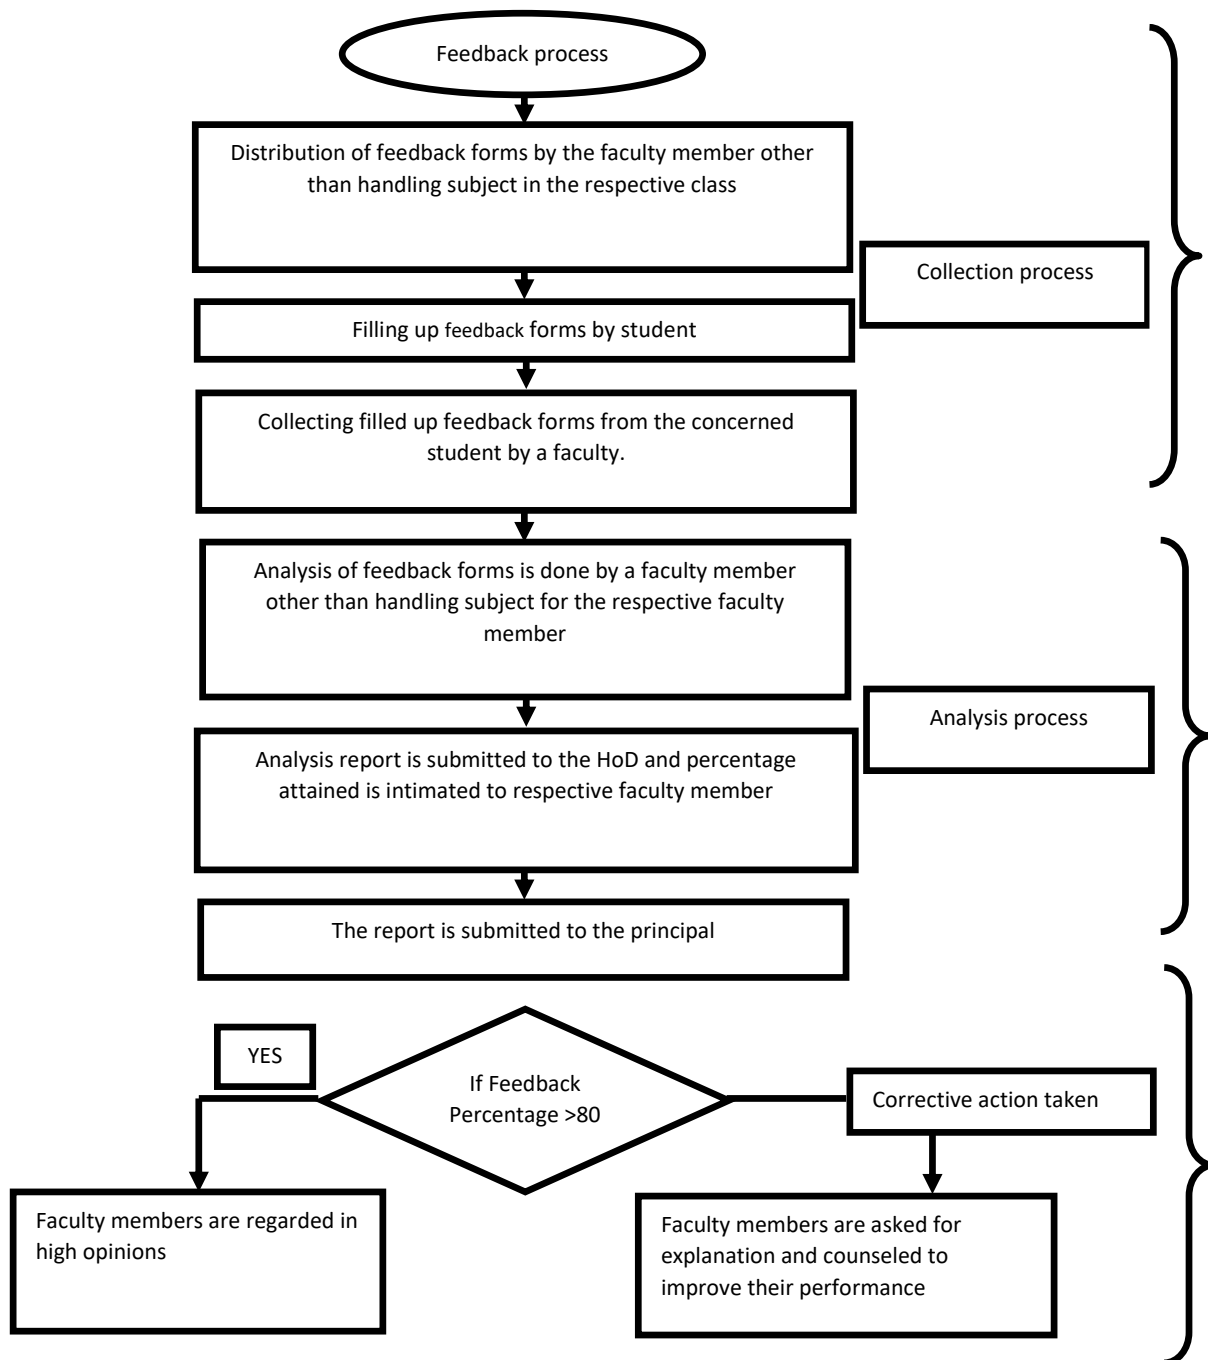 Feedback process
Distribution of feedback forms by the faculty member other
than handling subject in the respective class
Collection process
Filling up feedback forms by student
Collecting filled up feedback forms from the concerned
student by a faculty.
Analysis of feedback forms is done by a faculty member
other than handling subject for the respective faculty
member
Analysis process
Analysis report is submitted to the HoD and percentage
attained is intimated to respective faculty member
The report is submitted to the principal
YES
If Feedback
Percentage >80
Corrective action taken
Faculty members are regarded in
high opinions
Faculty members are asked for
explanation and counseled to
improve their performance